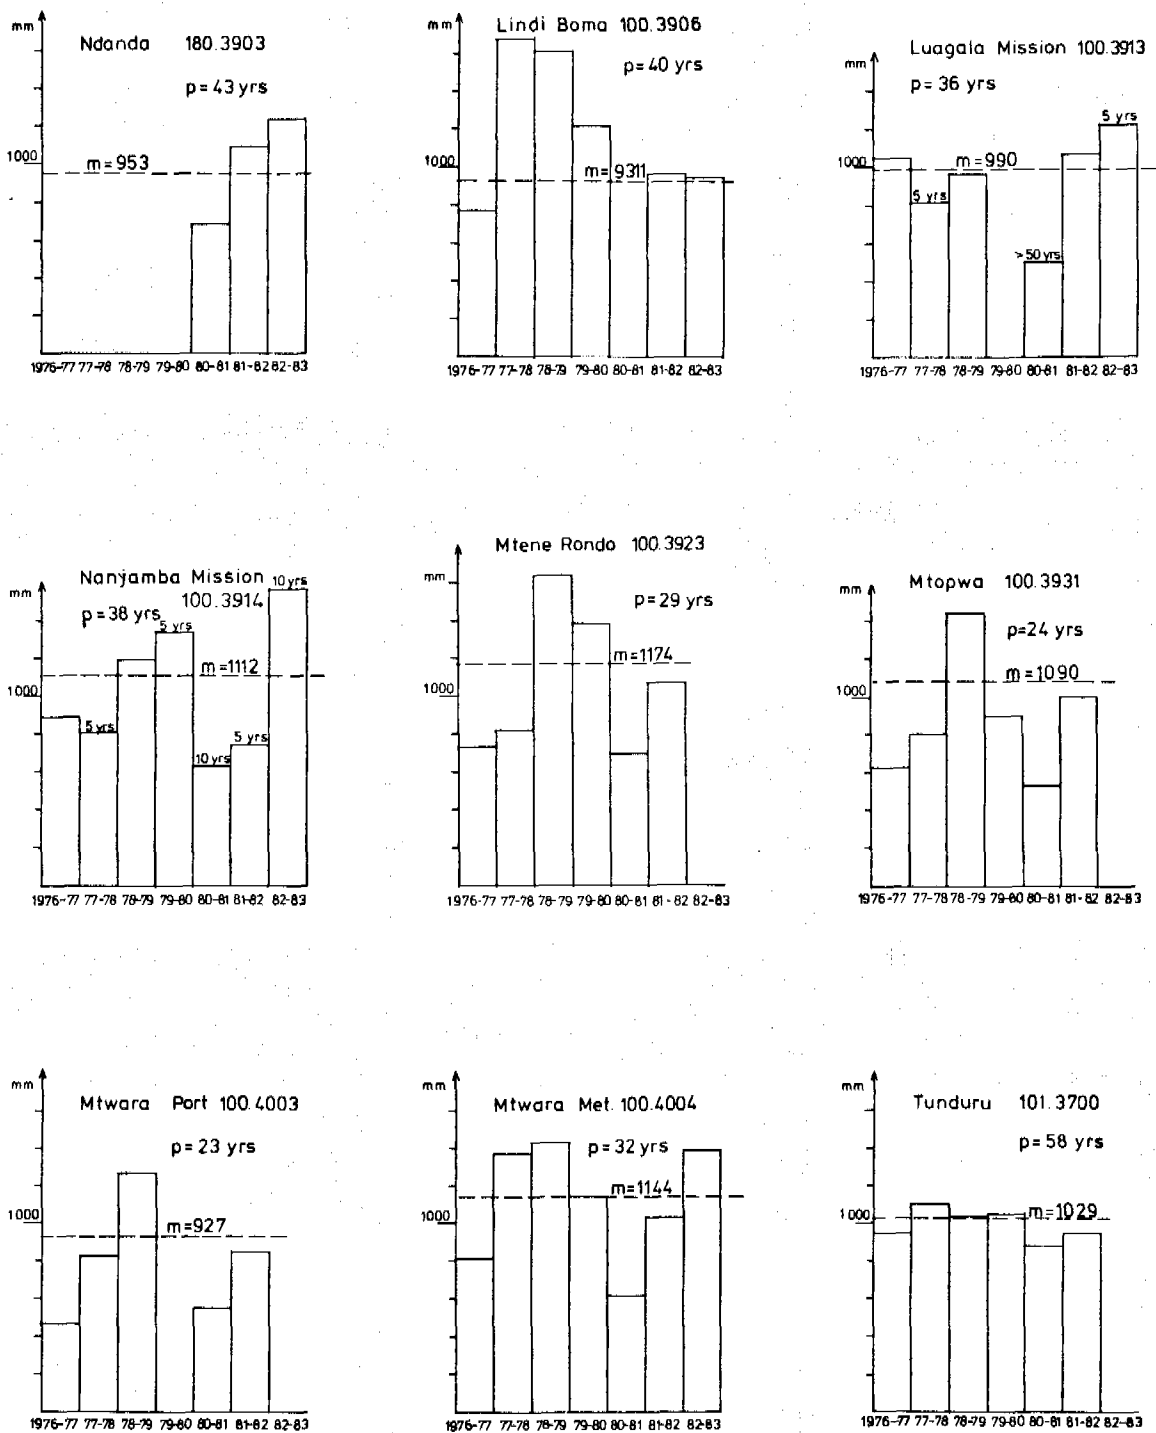 mm
Ndanda 180.3903
p=43 yrs
1000
m=953
1976-77 77-78 78-79 79-80 80-81 81-82 82-83
mm
Lindi Boma 100.3906
p=40 yrs
1000
m=9311
1976-77 77-78 78-79 79-80 80-81 81-82 82-83
mm
Luagala Mission 100.3913
p=36 yrs
5 yrs
1000
m=990
5 yrs
>50 yrs
1976-77 77-78 78-79 79-80 80-81 81-82 82-83
mm
Nanjamba Mission
100.3914
10 yrs
p=38 yrs
5 yrs
m=1112
1000
5 yrs
5 yrs
10 yrs
1976-77 77-78 78-79 79-80 80-81 81-82 82-83
mm
Mtene Rondo 100.3923
p=29 yrs
m=1174
1000
1976-77 77-78 78-79 79-80 80-81 81-82 82-83
mm
Mtopwa 100.3931
p=24 yrs
m=1090
1000
1976-77 77-78 78-79 79-80 80-81 81-82 82-83
mm
Mtwara Port 100.4003
p=23 yrs
1000
m=927
1976-77 77-78 78-79 79-80 80-81 81-82 82-83
mm
Mtwara Met. 100.4004
p=32 yrs
m=1144
1000
1976-77 77-78 78-79 79-80 80-81 81-82 82-83
mm
Tunduru 101.3700
p=58 yrs
1000
m=1029
1976-77 77-78 78-79 79-80 80-81 81-82 82-83